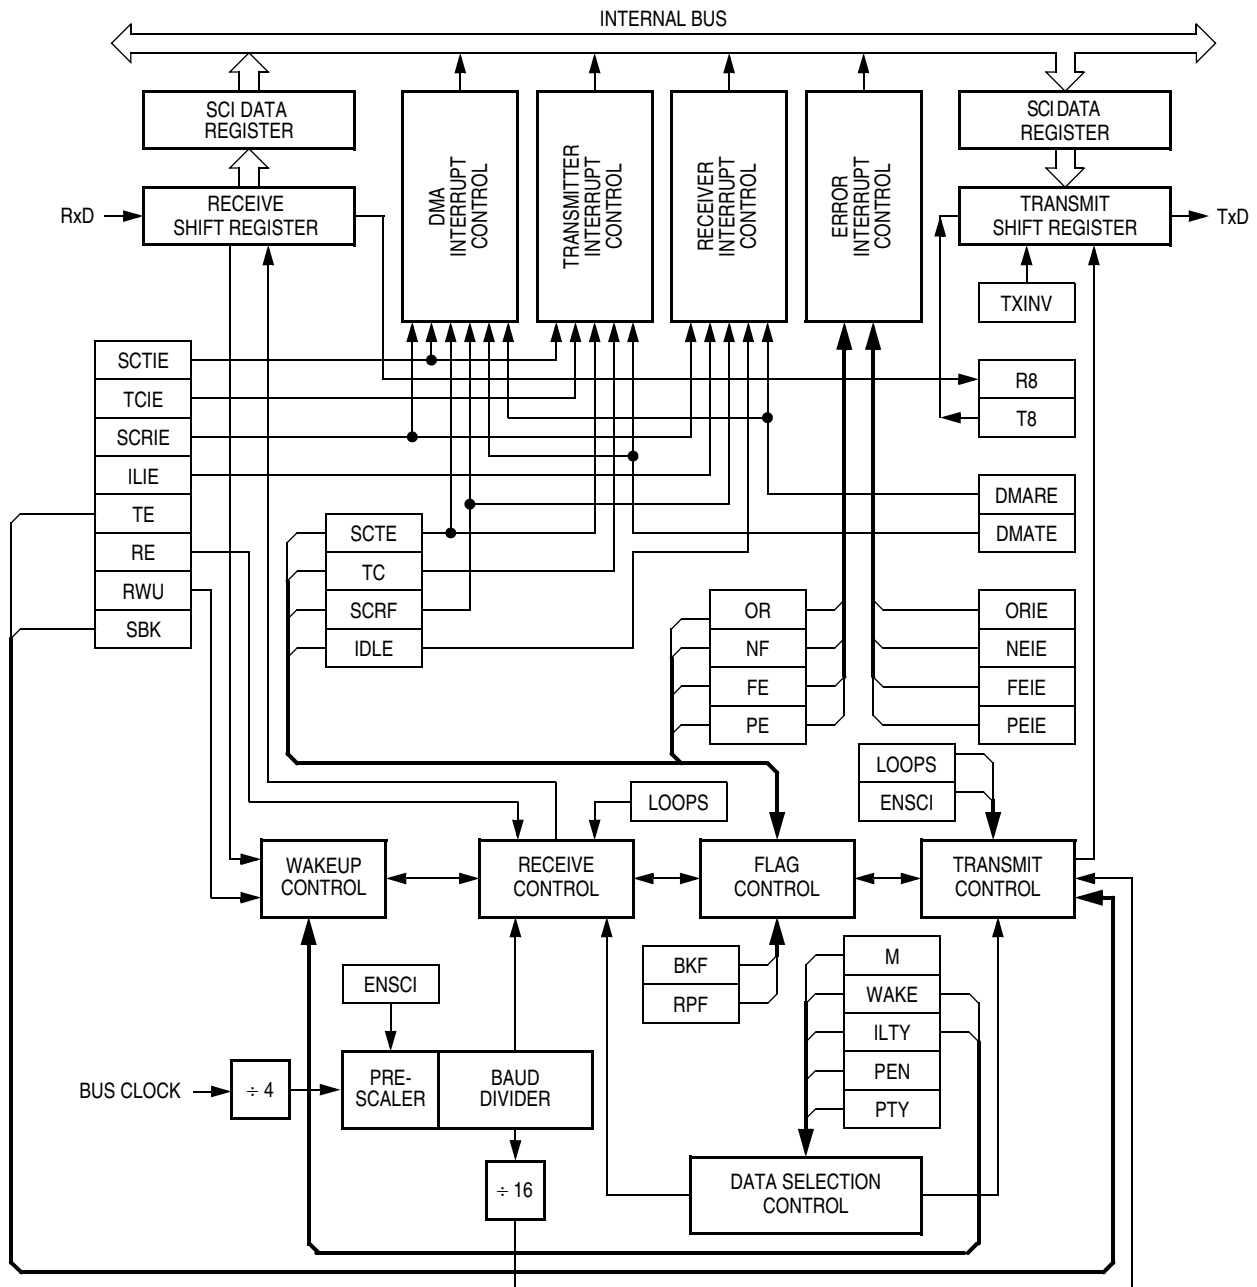 INTERNAL BUS
SCI DATA
REGISTER
SCI DATA
REGISTER
DMA
INTERRUPT
CONTROL
TRANSMITTER
INTERRUPT
CONTROL
RECEIVER
INTERRUPT
CONTROL
ERROR
INTERRUPT
CONTROL
RxD
RECEIVE
SHIFT REGISTER
TRANSMIT
SHIFT REGISTER
TxD
TXINV
SCTIE
TCIE
SCRIE
ILIE
TE
RE
RWU
SBK
R8
T8
DMARE
DMATE
SCTE
TC
SCRF
IDLE
OR
NF
FE
PE
ORIE
NEIE
FEIE
PEIE
LOOPS
ENSCI
LOOPS
WAKEUP
CONTROL
RECEIVE
CONTROL
FLAG
CONTROL
TRANSMIT
CONTROL
BKF
RPF
M
WAKE
ILTY
PEN
PTY
ENSCI
BUS CLOCK
÷ 4
PRE-
SCALER
BAUD
DIVIDER
÷ 16
DATA SELECTION
CONTROL